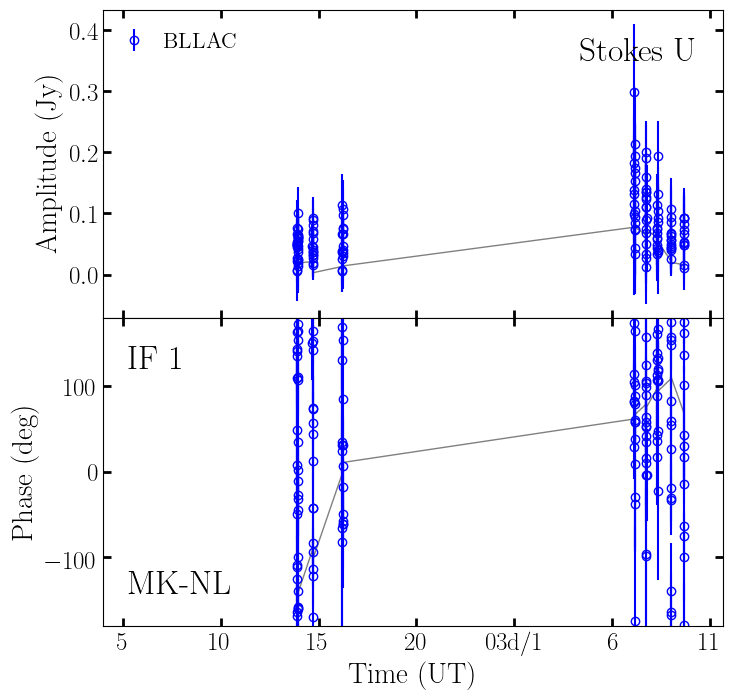 BLLAC
Stokes U
0.4
0.3
0.2
0.1
0.0
Amplitude (Jy)
IF 1
MK-NL
100
0
−100
Phase (deg)
5 10 15 20 03d/1 6 11
Time (UT)